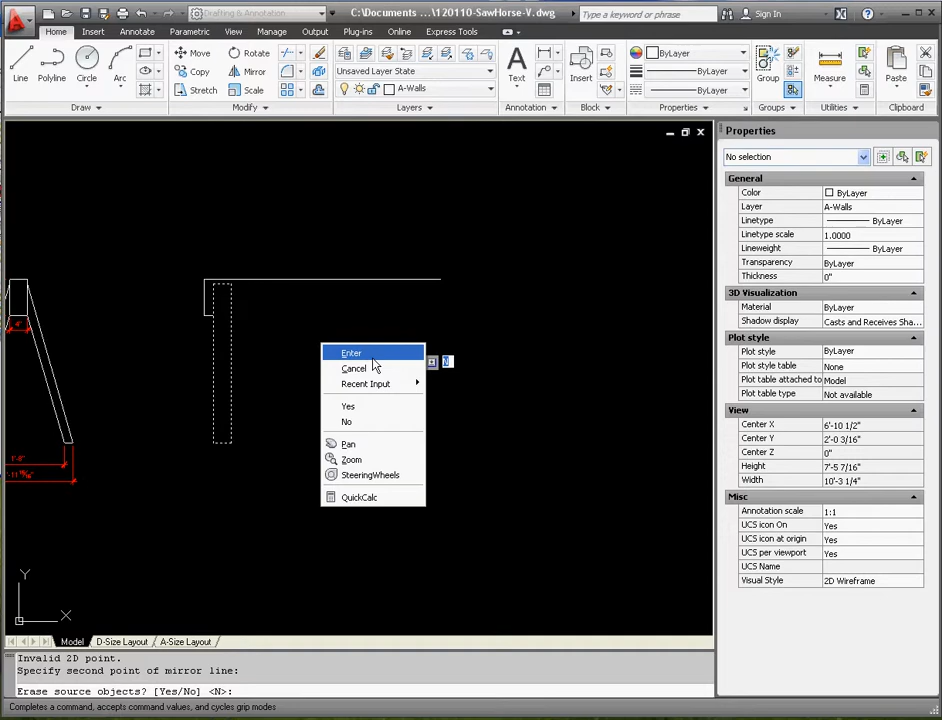 Drafting & Annotation
C:\Documents ...\120110-SawHorse-V.dwg
Type a keyword or phrase
Sign In
Home Insert Annotate Parametric View Manage Output Plug-ins Online Express Tools
Line Polyline Circle Arc
Move Rotate
Copy Mirror
Stretch Scale
Unsaved Layer State
A-Walls
Text
Insert
ByLayer
ByLayer
ByLayer
Group
Measure
Paste
Draw
Modify
Layers
Annotation
Block
Properties
Groups
Utilities
Clipboard
Properties
No selection
General
Color ByLayer
Layer A-Walls
Linetype ByLayer
Linetype scale 1.0000
Lineweight ByLayer
Transparency ByLayer
Thickness 0"
3D Visualization
Material ByLayer
Shadow display Casts and Receives Sha...
Plot style
Plot style ByLayer
Plot style table None
Plot table attached to Model
Plot table type Not available
View
Center X 6'-10 1/2"
Center Y 2'-0 3/16"
Center Z 0"
Height 7'-5 7/16"
Width 10'-3 1/4"
Misc
Annotation scale 1:1
UCS icon On Yes
UCS icon at origin Yes
UCS per viewport Yes
UCS Name
Visual Style 2D Wireframe
4"
1'-8"
Enter
Cancel
Recent Input
Yes
No
Pan
Zoom
SteeringWheels
QuickCalc
N
Y
X
Model D-Size Layout A-Size Layout
Invalid 2D point.
Specify second point of mirror line:
Erase source objects? [Yes/No] <N>:
Completes a command, accepts command values, and cycles grip modes